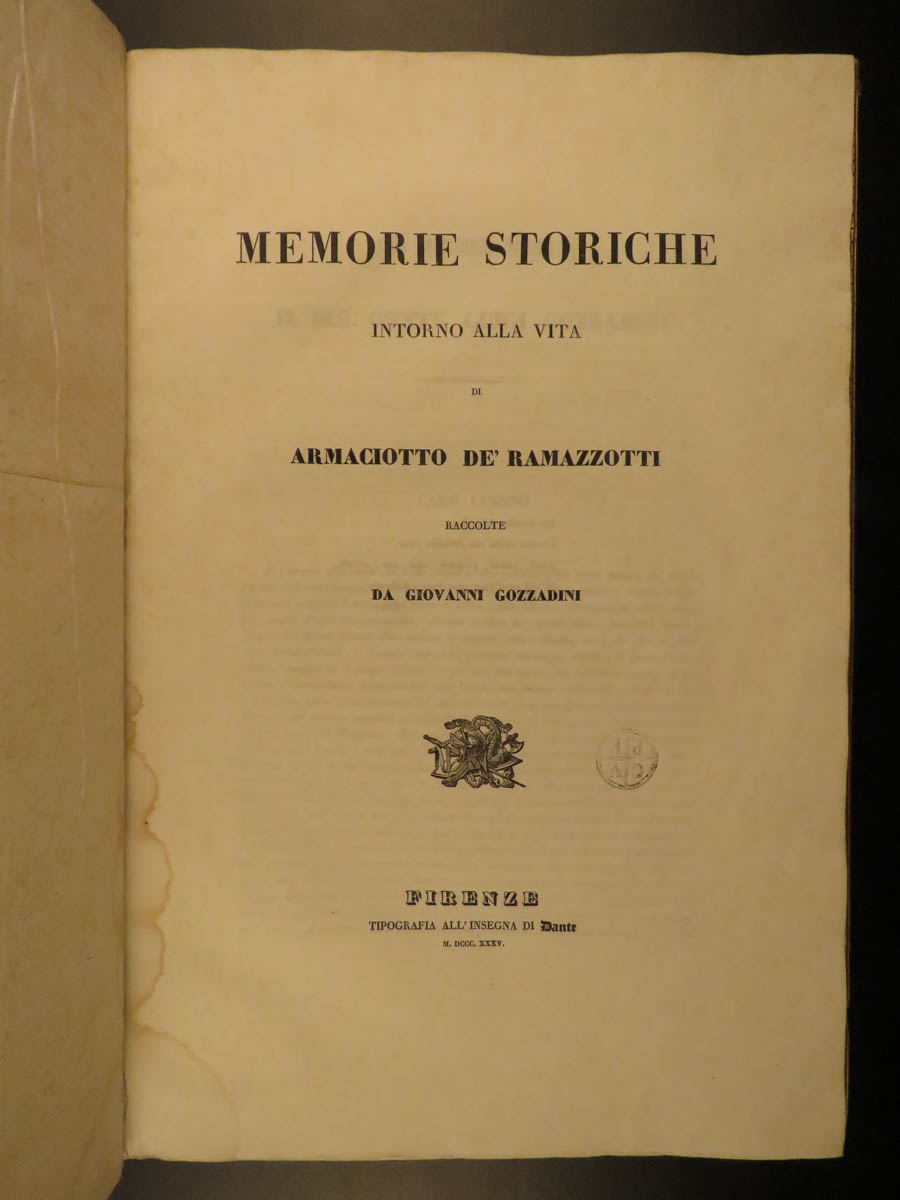 MEMORIE STORICHE
INTORNO ALLA VITA
DI
ARMACIOTTO DE' RAMAZZOTTI
RACCOLTE
DA GIOVANNI GOZZADINI
FIRENZE
TIPOGRAFIA ALL' INSEGNA DI Dante
M. DCCC. XXXV.